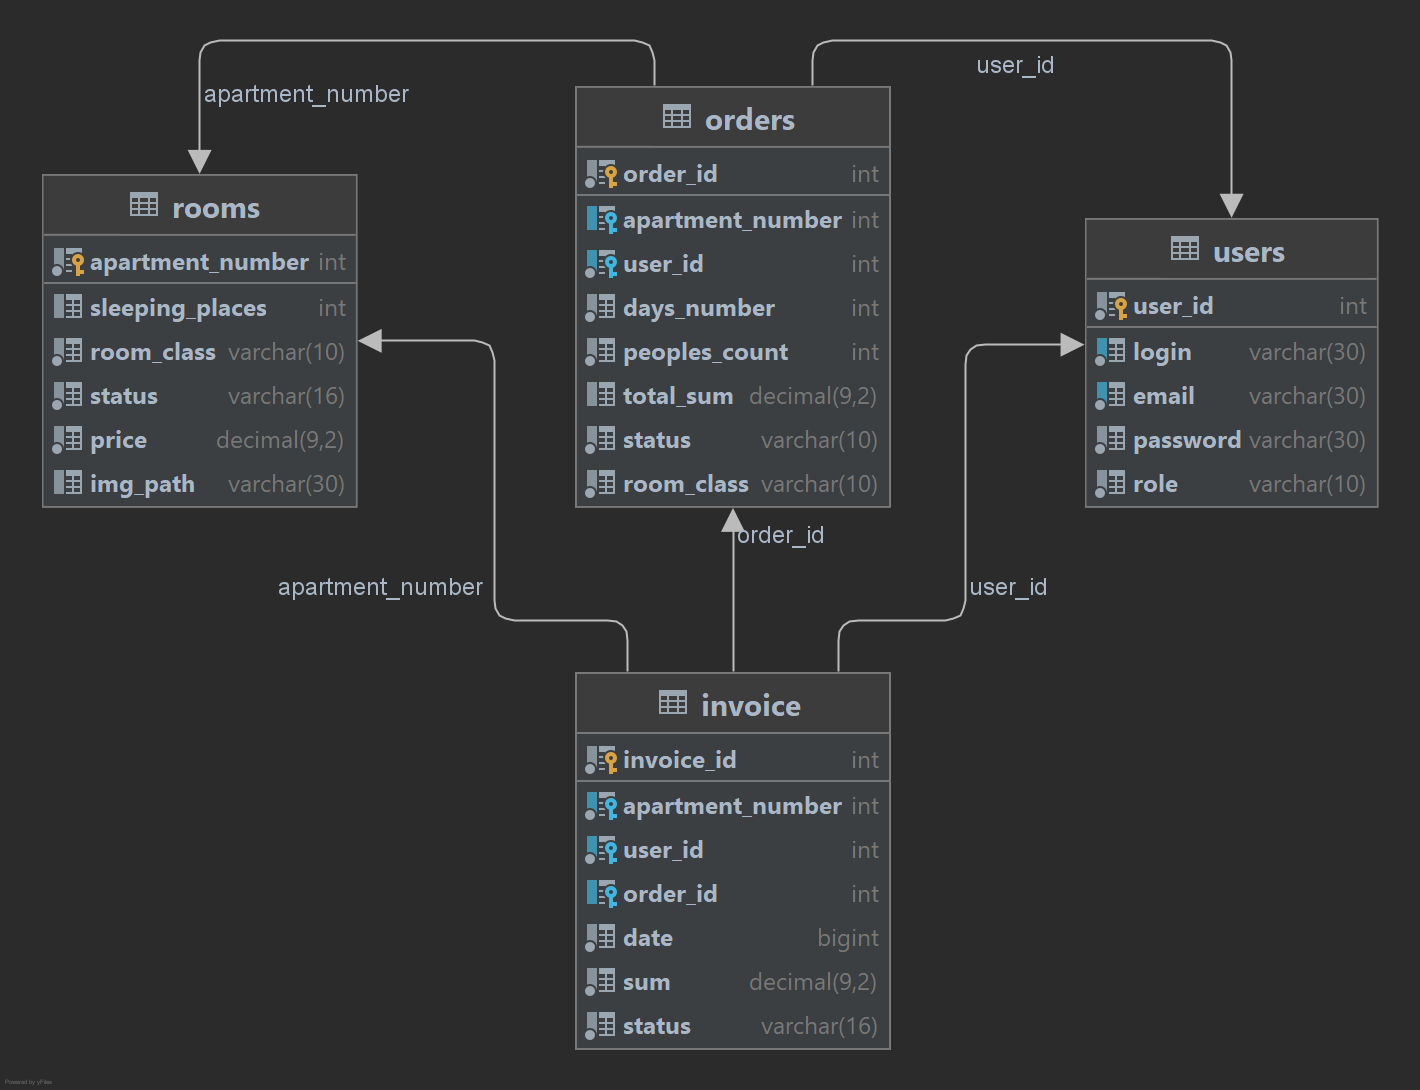 apartment_number
user_id
rooms
apartment_number int
sleeping_places int
room_class varchar(10)
status varchar(16)
price decimal(9,2)
img_path varchar(30)
orders
order_id int
apartment_number int
user_id int
days_number int
peoples_count int
total_sum decimal(9,2)
status varchar(10)
room_class varchar(10)
users
user_id int
login varchar(30)
email varchar(30)
password varchar(30)
role varchar(10)
apartment_number
order_id
user_id
invoice
invoice_id int
apartment_number int
user_id int
order_id int
date bigint
sum decimal(9,2)
status varchar(16)
Powered by yFiles